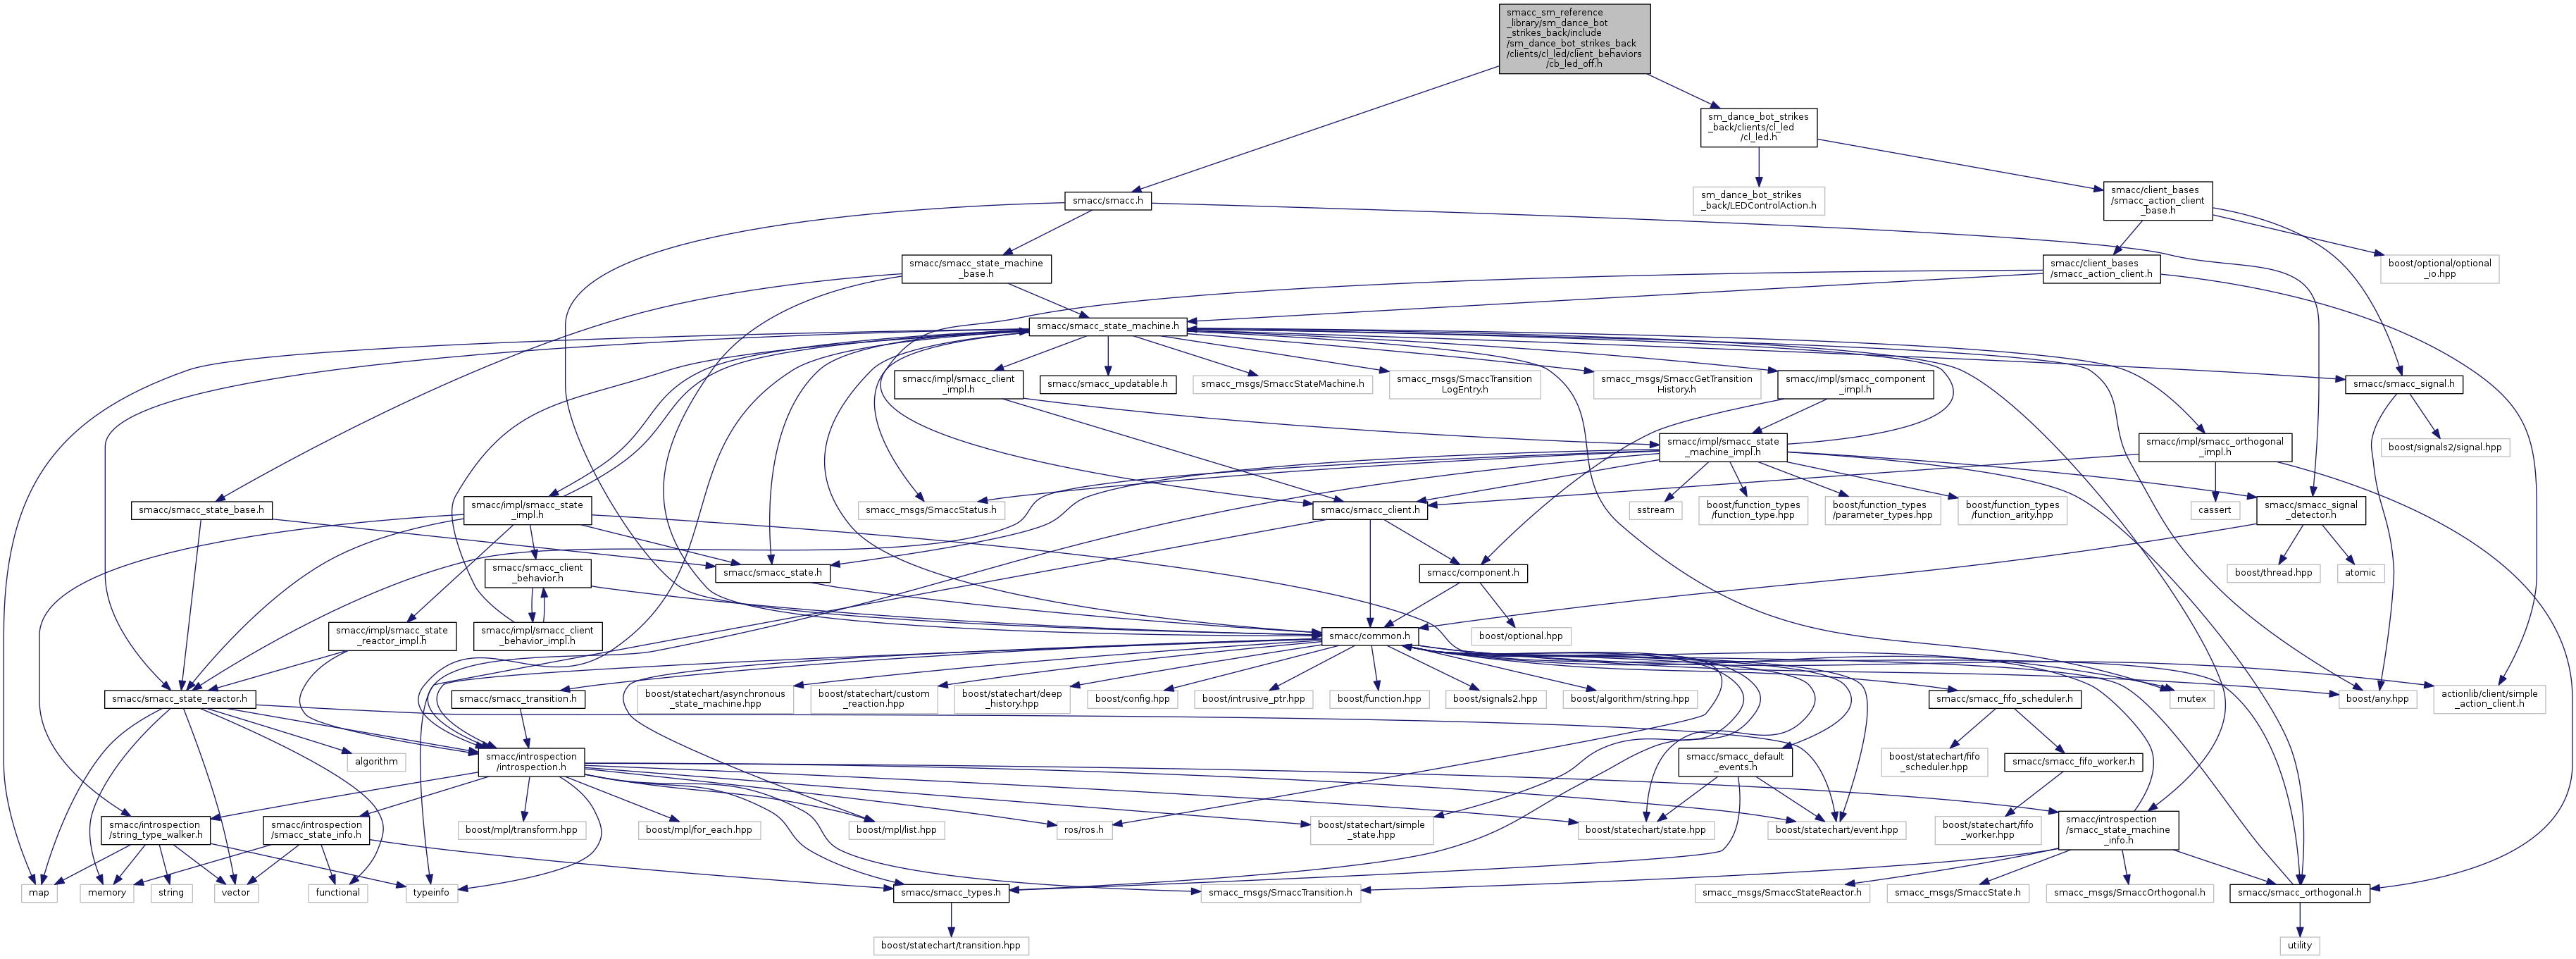 smacc_sm_reference
_library/sm_dance_bot
_strikes_back/include
/sm_dance_bot_strikes_back
/clients/cl_led/client_behaviors
/cb_led_off.h
sm_dance_bot_strikes
_back/clients/cl_led
/cl_led.h
smacc/smacc.h
sm_dance_bot_strikes
_back/LEDControlAction.h
smacc/client_bases
/smacc_action_client
_base.h
smacc/smacc_state_machine
_base.h
smacc/client_bases
/smacc_action_client.h
boost/optional/optional
_io.hpp
smacc/smacc_state_machine.h
smacc/impl/smacc_client
_impl.h
smacc/smacc_updatable.h
smacc_msgs/SmaccStateMachine.h
smacc_msgs/SmaccTransition
LogEntry.h
smacc_msgs/SmaccGetTransition
History.h
smacc/impl/smacc_component
_impl.h
smacc/smacc_signal.h
smacc/impl/smacc_state
_machine_impl.h
smacc/impl/smacc_orthogonal
_impl.h
boost/signals2/signal.hpp
smacc/smacc_state_base.h
smacc/impl/smacc_state
_impl.h
smacc_msgs/SmaccStatus.h
smacc/smacc_client.h
sstream
boost/function_types
/function_type.hpp
boost/function_types
/parameter_types.hpp
boost/function_types
/function_arity.hpp
cassert
smacc/smacc_signal
_detector.h
smacc/smacc_client
_behavior.h
smacc/smacc_state.h
smacc/component.h
boost/thread.hpp
atomic
smacc/impl/smacc_state
_reactor_impl.h
smacc/impl/smacc_client
_behavior_impl.h
smacc/common.h
boost/optional.hpp
smacc/smacc_state_reactor.h
smacc/smacc_transition.h
boost/statechart/asynchronous
_state_machine.hpp
boost/statechart/custom
_reaction.hpp
boost/statechart/deep
_history.hpp
boost/config.hpp
boost/intrusive_ptr.hpp
boost/function.hpp
boost/signals2.hpp
boost/algorithm/string.hpp
smacc/smacc_fifo_scheduler.h
mutex
boost/any.hpp
actionlib/client/simple
_action_client.h
algorithm
smacc/introspection
/introspection.h
smacc/smacc_default
_events.h
boost/statechart/fifo
_scheduler.hpp
smacc/smacc_fifo_worker.h
smacc/introspection
/string_type_walker.h
smacc/introspection
/smacc_state_info.h
boost/mpl/transform.hpp
boost/mpl/for_each.hpp
boost/mpl/list.hpp
ros/ros.h
boost/statechart/simple
_state.hpp
boost/statechart/state.hpp
boost/statechart/event.hpp
boost/statechart/fifo
_worker.hpp
smacc/introspection
/smacc_state_machine
_info.h
map
memory
string
vector
functional
typeinfo
smacc/smacc_types.h
smacc_msgs/SmaccTransition.h
smacc_msgs/SmaccStateReactor.h
smacc_msgs/SmaccState.h
smacc_msgs/SmaccOrthogonal.h
smacc/smacc_orthogonal.h
boost/statechart/transition.hpp
utility